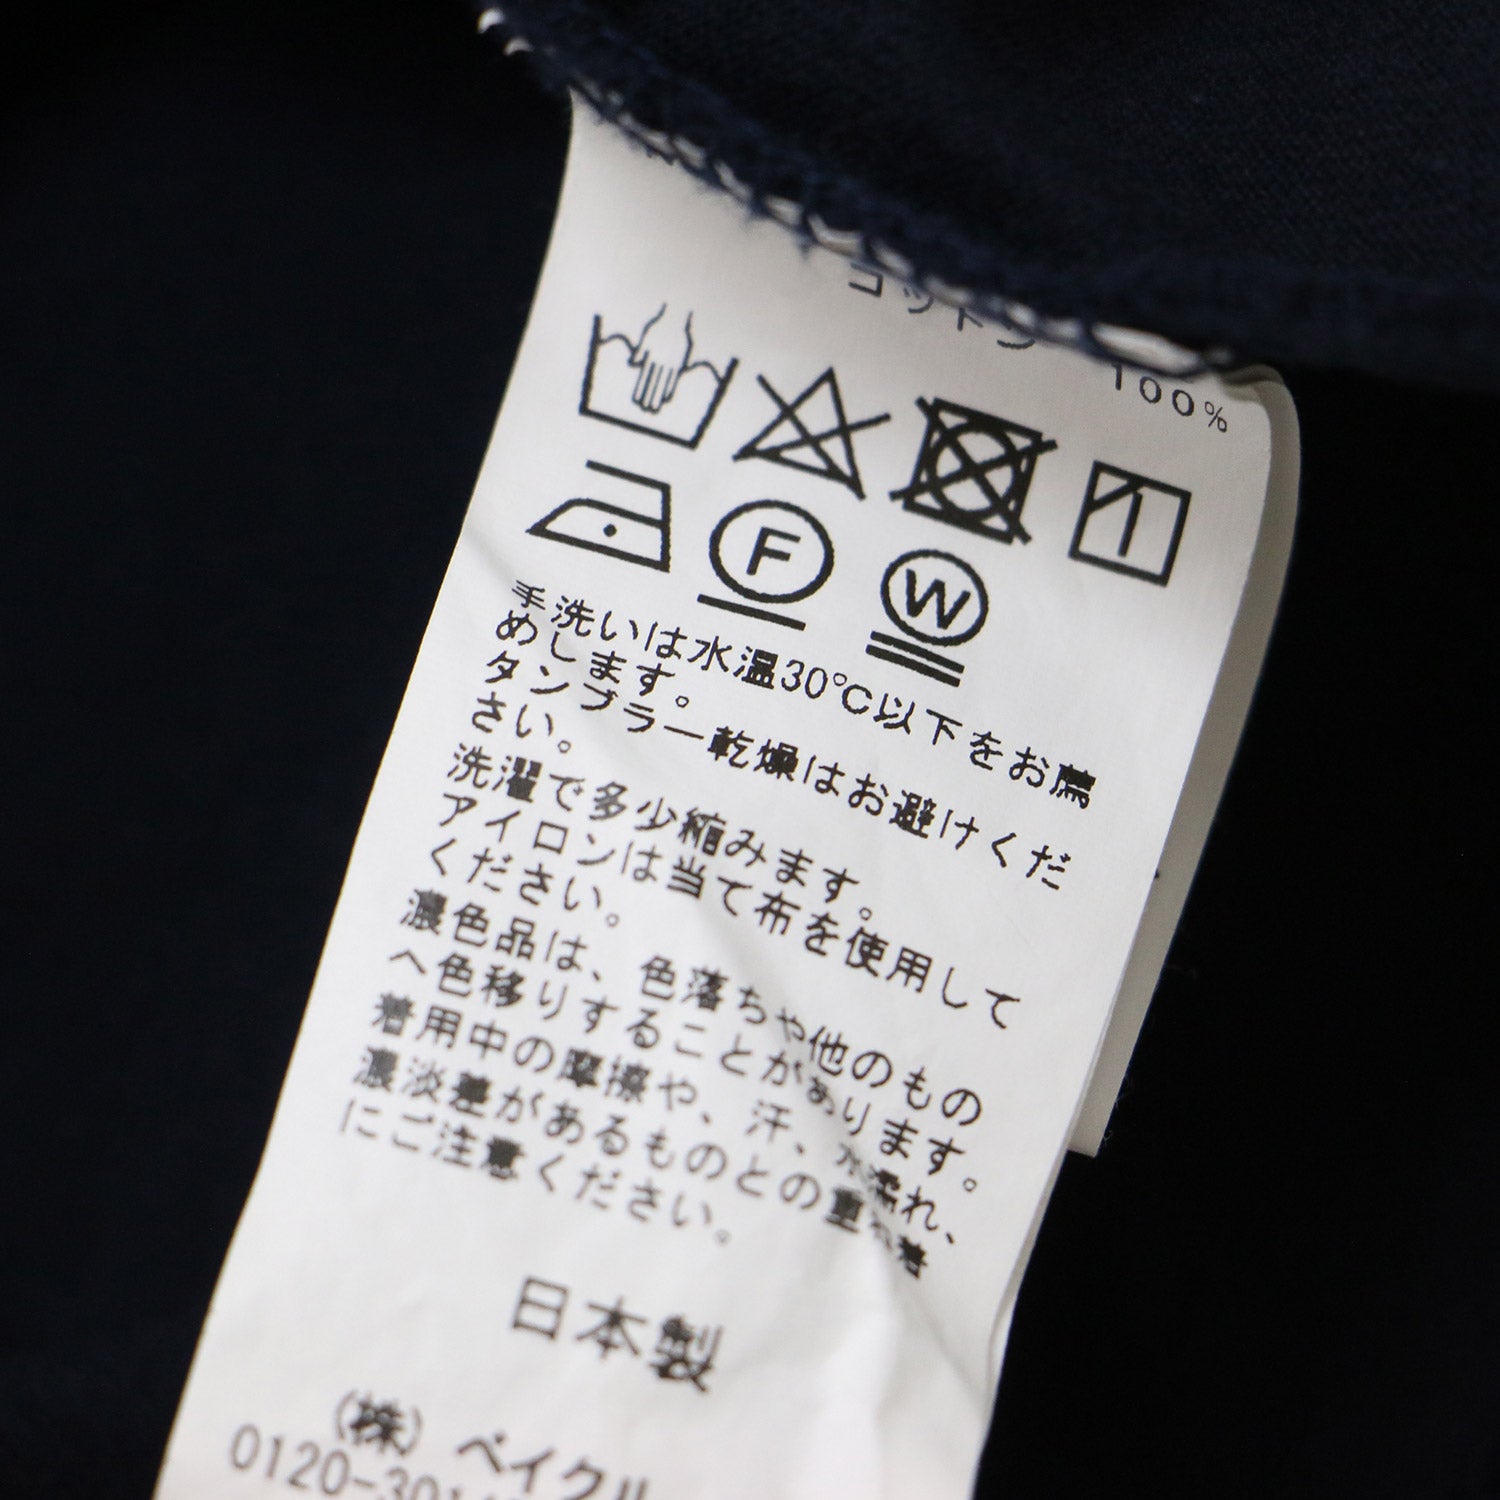 コットン 100%
F W
手洗いは水温30℃以下をお薦
めします。
タンブラー乾燥はお避けくだ
さい。
洗濯で多少縮みます。
アイロンは当て布を使用して
ください。
濃色品は、色落ちや他のもの
へ色移りすることがあります。
着用中の摩擦や、汗、水濡れ、
濃淡差があるものとの重ね着
にご注意ください。
日本製
(株)ベイクル